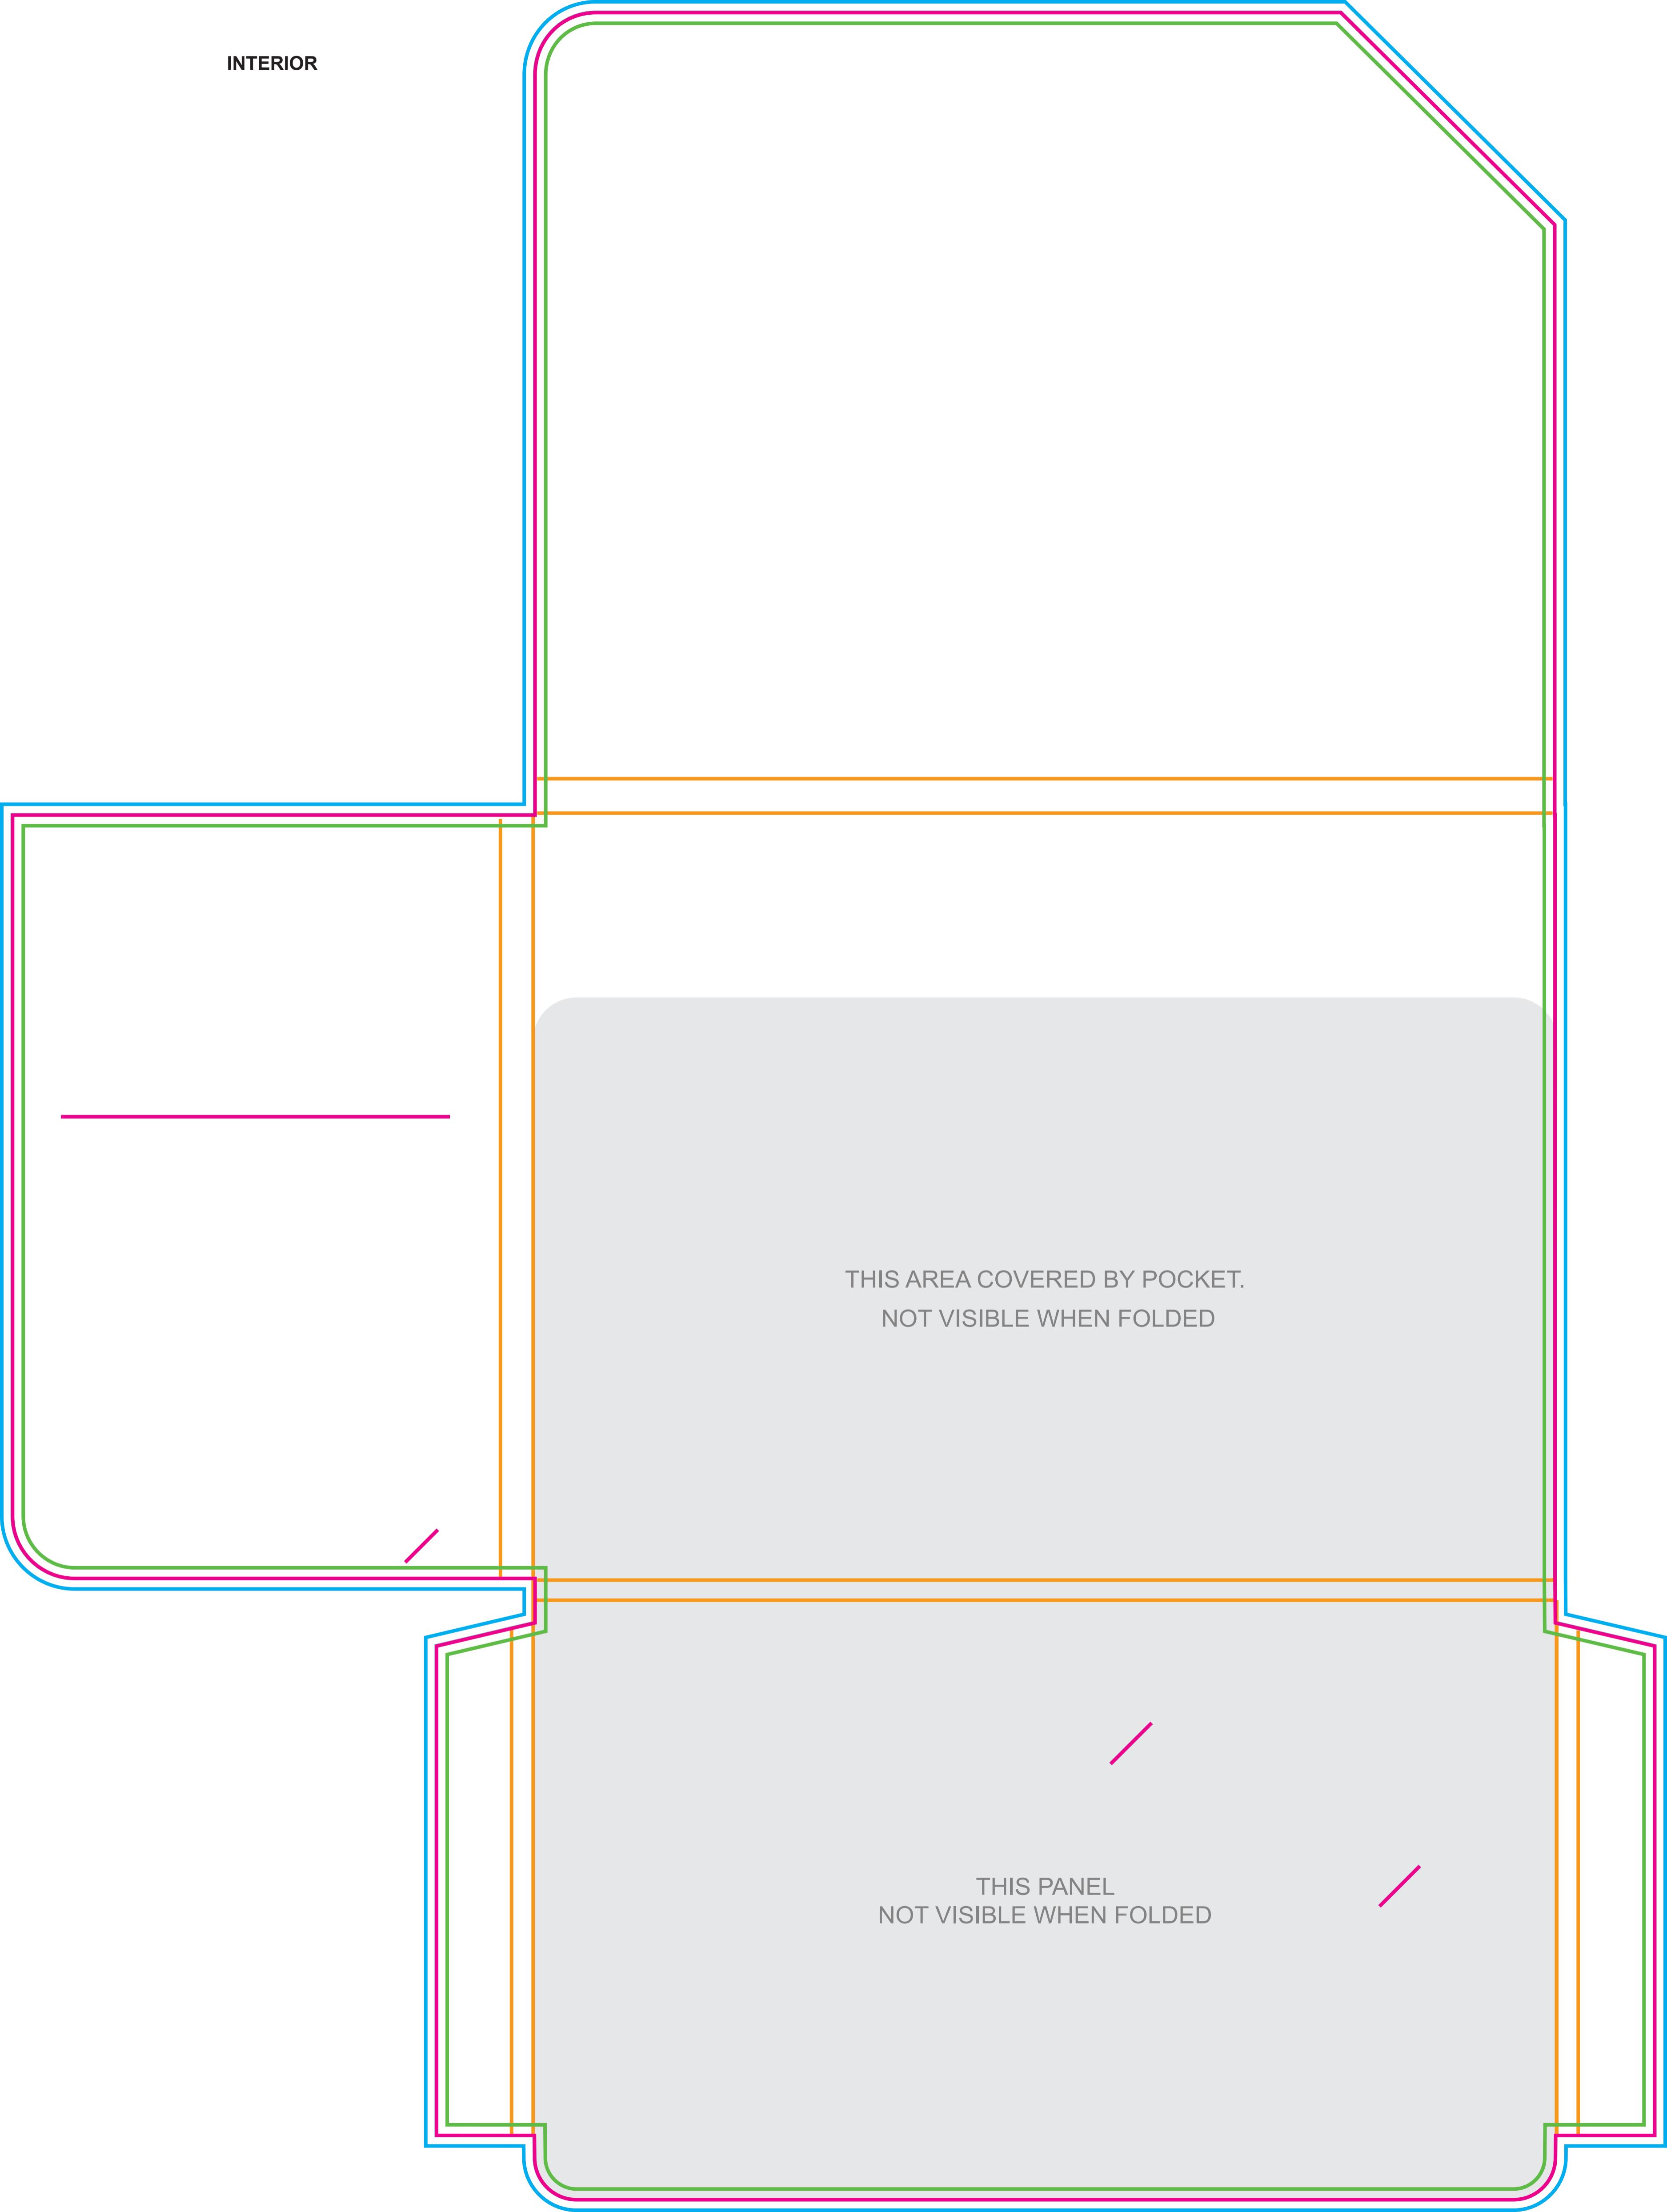 INTERIOR
THIS AREA COVERED BY POCKET.
NOT VISIBLE WHEN FOLDED
THIS PANEL
NOT VISIBLE WHEN FOLDED